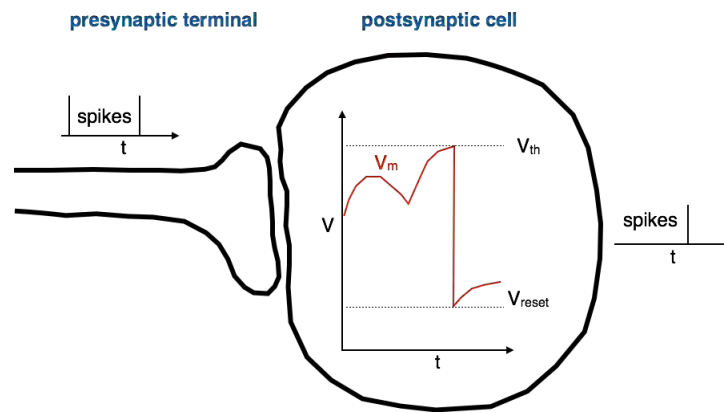 presynaptic terminal
postsynaptic cell
spikes
t
Vth
Vm
V
spikes
t
Vreset
t